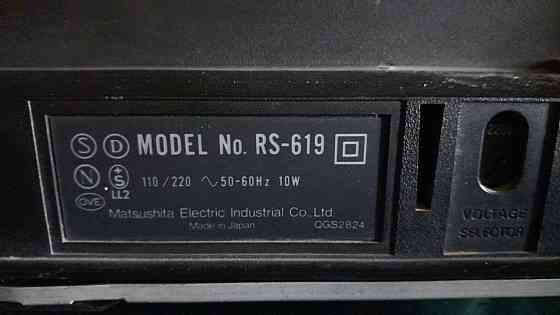 S D MODEL No. RS-619
N +S
110/220 ∿50-60Hz 10W
LL2
OVE
Matsushita Electric Industrial Co., Ltd.
Made in Japan QGS2824
VOLTAGE
SELECTOR